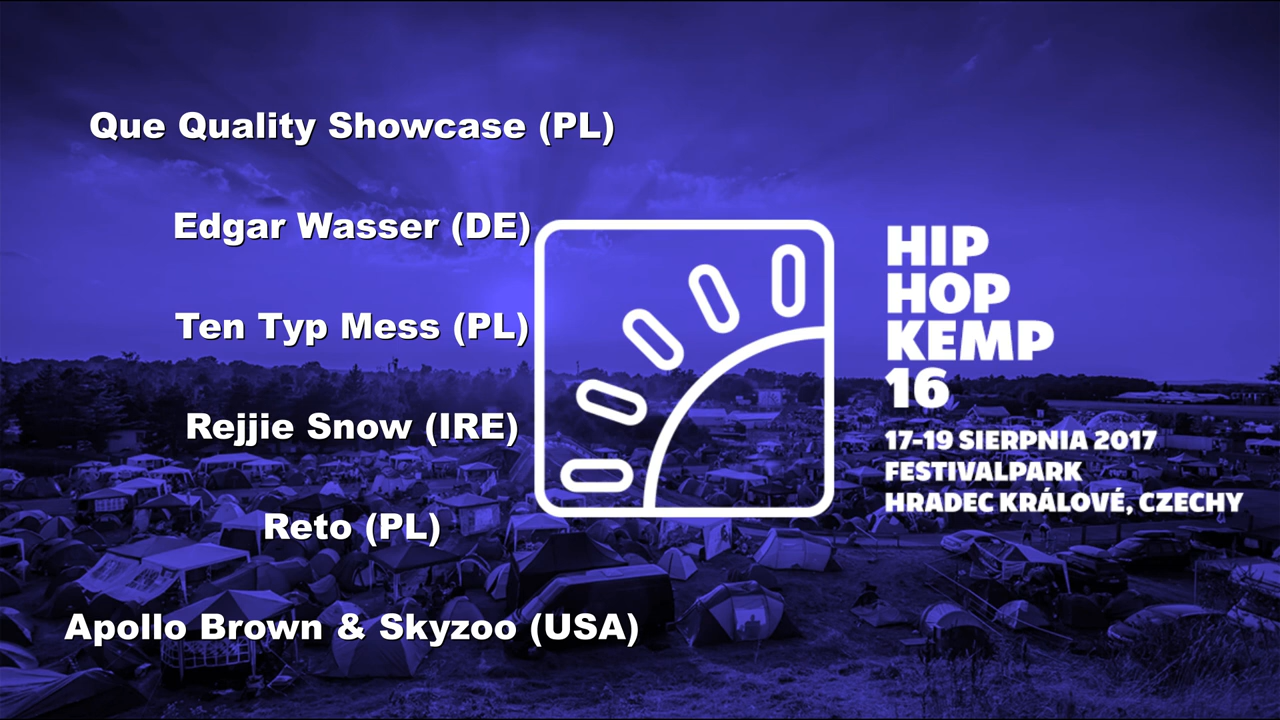 Que Quality Showcase (PL)
Edgar Wasser (DE)
Ten Typ Mess (PL)
Rejjie Snow (IRE)
Reto (PL)
Apollo Brown & Skyzoo (USA)
HIP
HOP
KEMP
16
17-19 SIERPNIA 2017
FESTIVALPARK
HRADEC KRÁLOVÉ, CZECHY